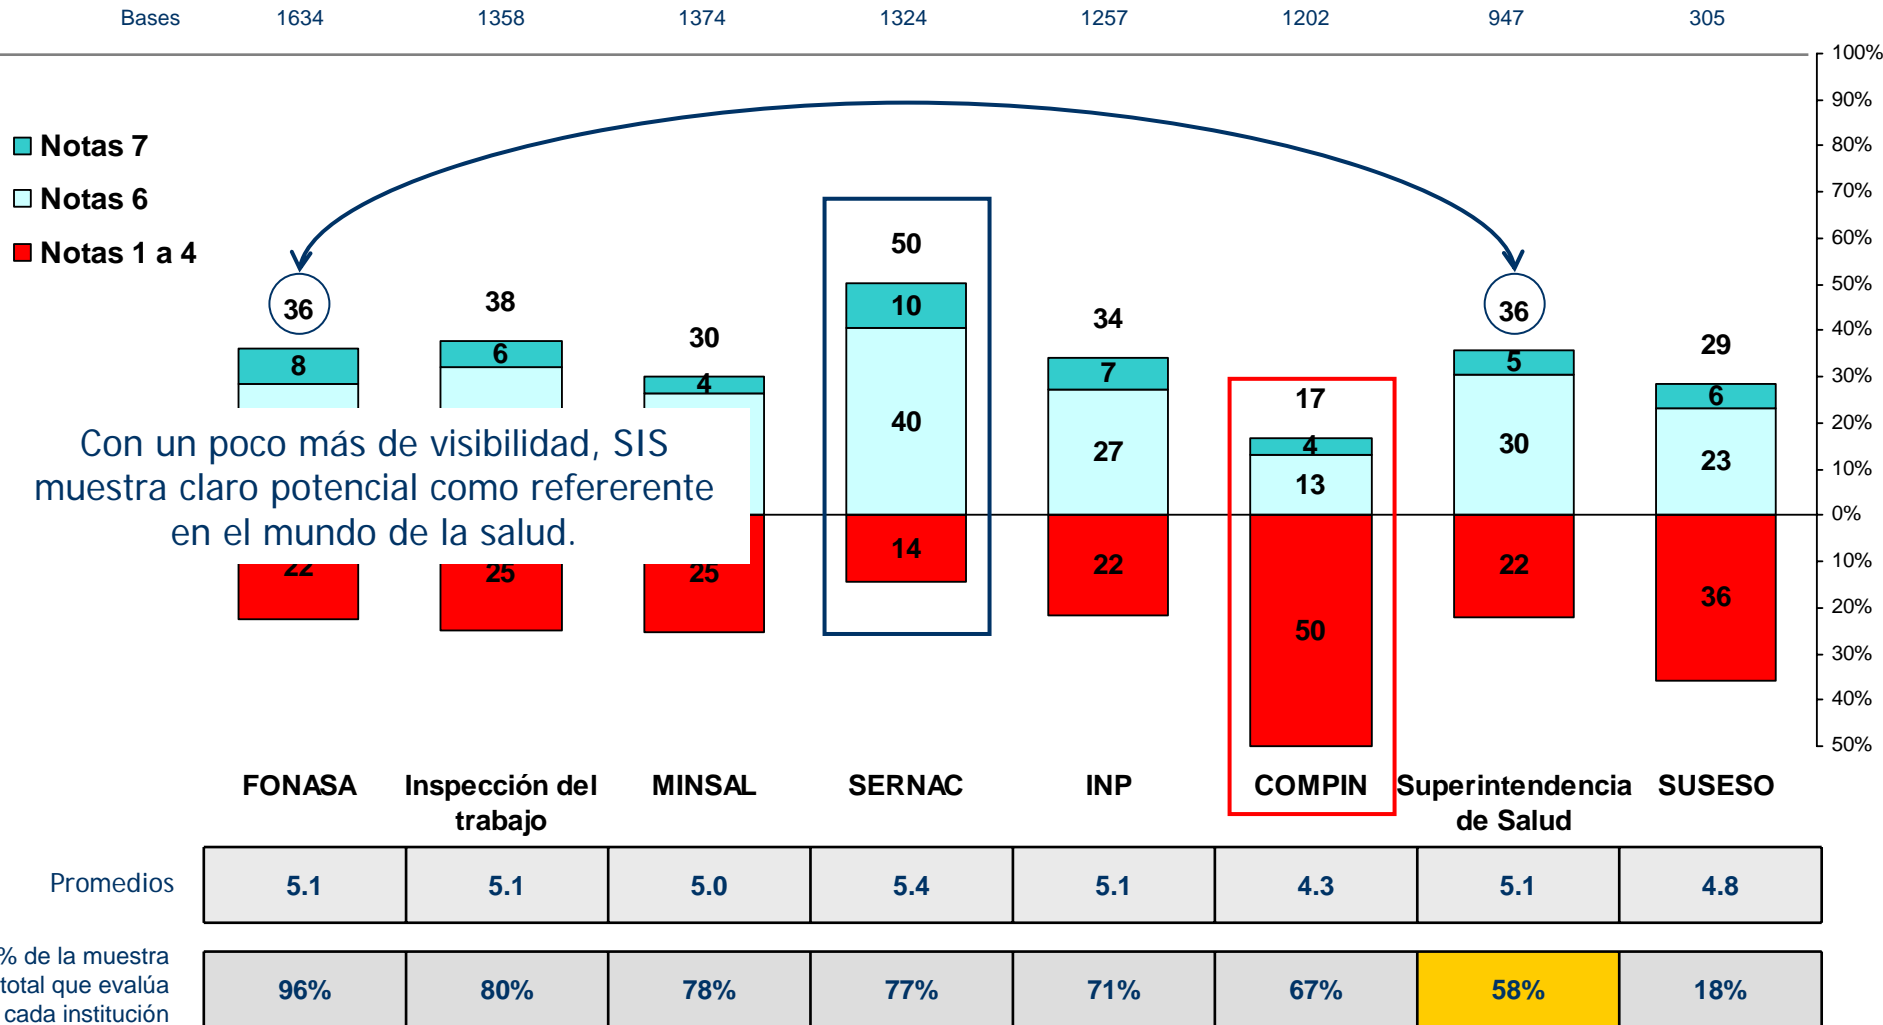 Bases 1634 1358 1374 1324 1257 1202 947 305
100%
90%
Notas 7
80%
Notas 6
70%
Notas 1 a 4
60%
50
50%
36 38 30 34 36 29
40%
8 6 4 10 7 17 5 6
30%
40 27 4 30 23
20%
13
10%
Con un poco más de visibilidad, SIS
muestra claro potencial como refererente
en el mundo de la salud.
0%
22 25 25 14 22 50 22 36
10%
20%
30%
40%
50%
FONASA Inspección del MINSAL SERNAC INP COMPIN Superintendencia SUSESO
trabajo de Salud
Promedios 5.1 5.1 5.0 5.4 5.1 4.3 5.1 4.8
% de la muestra
total que evalúa 96% 80% 78% 77% 71% 67% 58% 18%
cada institución